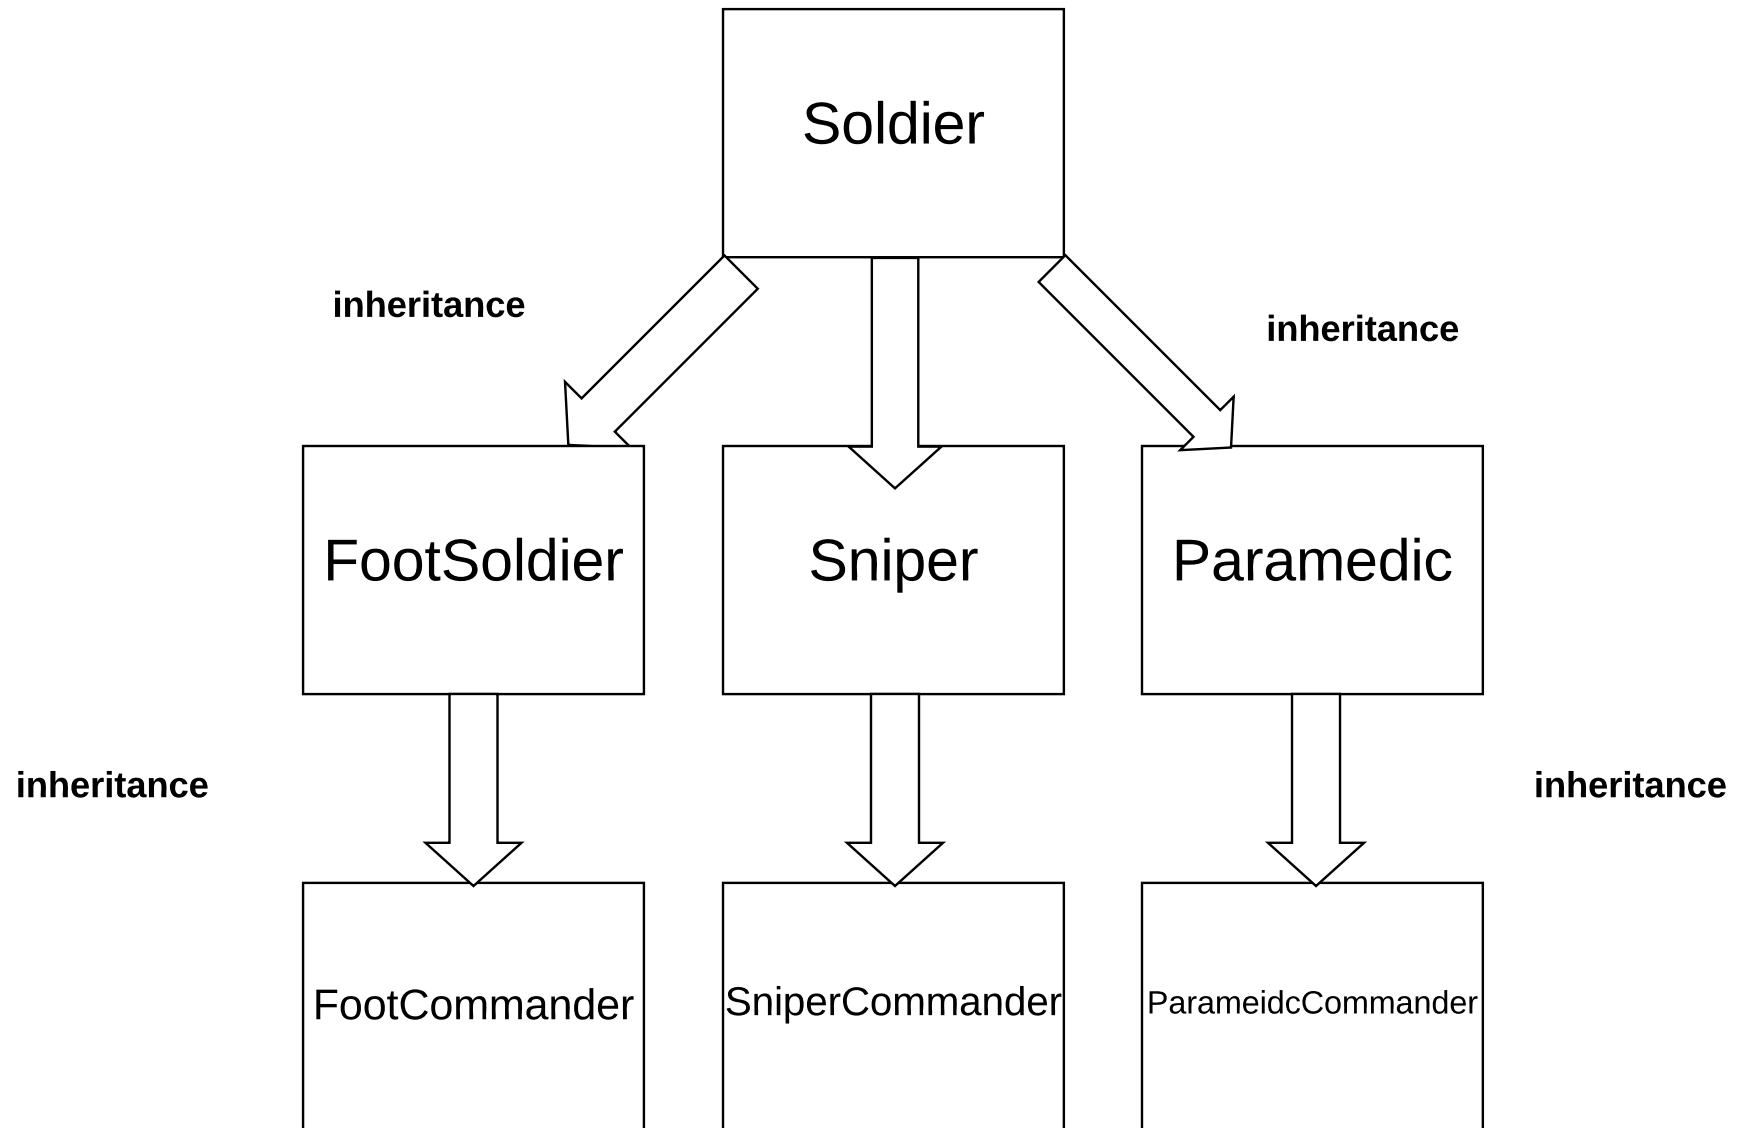 Soldier
inheritance
inheritance
FootSoldier
Sniper
Paramedic
inheritance
inheritance
FootCommander
SniperCommander
ParameidcCommander